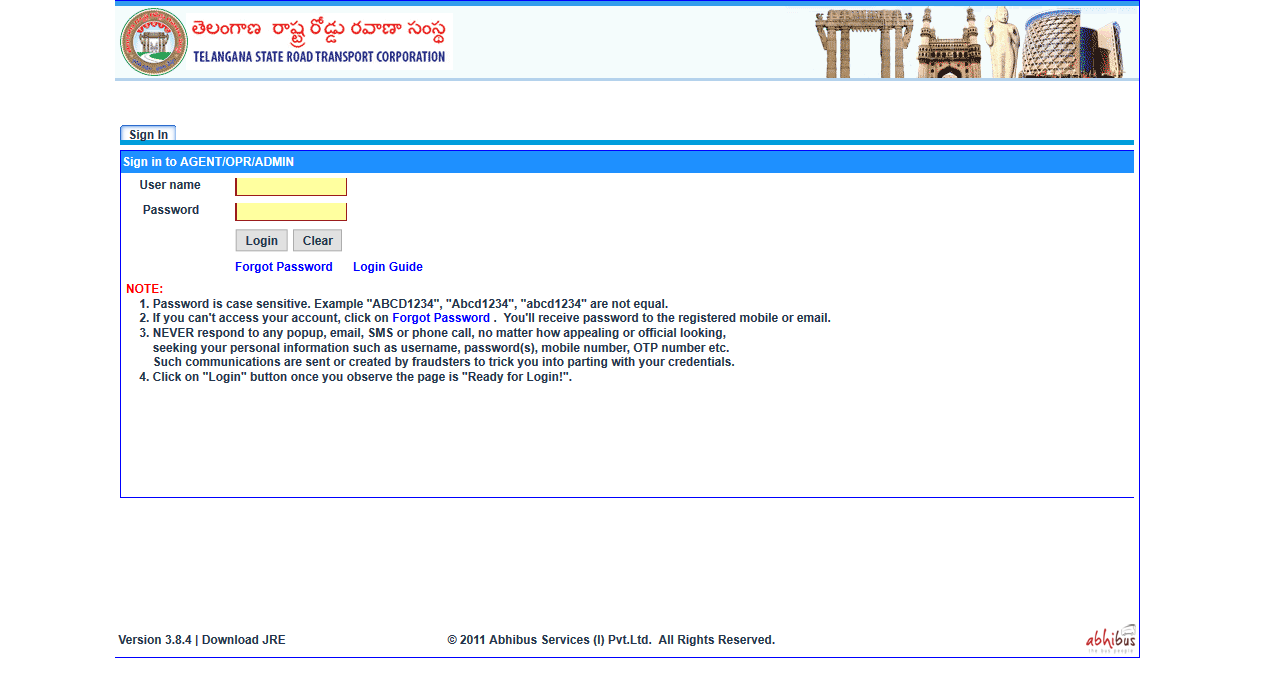 తెలంగాణ రాష్ట్ర రోడ్డు రవాణా సంస్థ
TELANGANA STATE ROAD TRANSPORT CORPORATION
Sign In
Sign in to AGENT/OPR/ADMIN
User name
Password
Login Clear
Forgot Password Login Guide
NOTE:
1. Password is case sensitive. Example "ABCD1234", "Abcd1234", "abcd1234" are not equal.
2. If you can't access your account, click on Forgot Password . You'll receive password to the registered mobile or email.
3. NEVER respond to any popup, email, SMS or phone call, no matter how appealing or official looking,
seeking your personal information such as username, password(s), mobile number, OTP number etc.
Such communications are sent or created by fraudsters to trick you into parting with your credentials.
4. Click on "Login" button once you observe the page is "Ready for Login!".
Version 3.8.4 | Download JRE © 2011 Abhibus Services (I) Pvt.Ltd. All Rights Reserved.
abhibus
the bus people